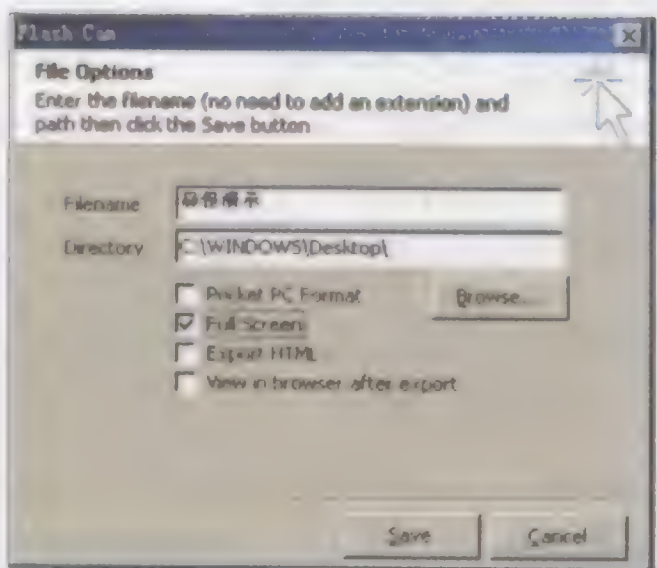 Flash Cam
File Options
Enter the filename (no need to add an extension) and
path then click the Save button
Filename
演示
Directory C:\WINDOWS\Desktop\
Pocket PC Format Browse...
Full Screen
Export HTML
View in browser after export
Save Cancel